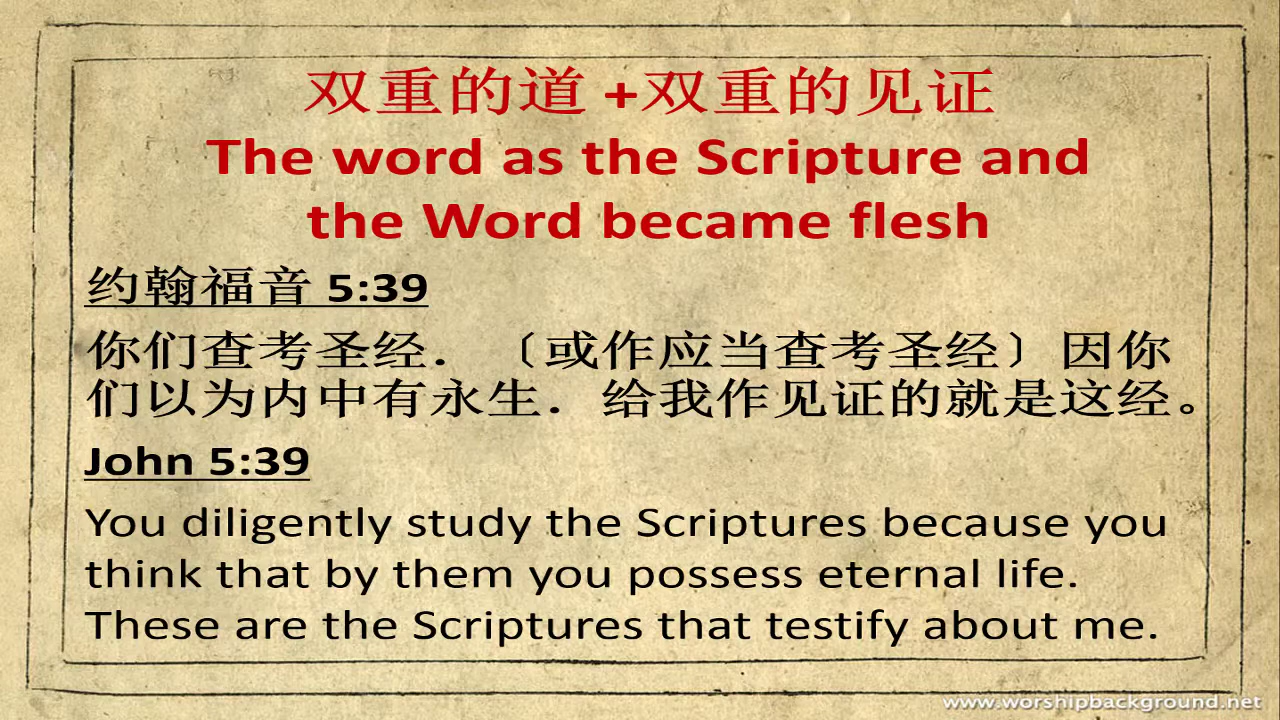 双重的道 +双重的见证
The word as the Scripture and
the Word became flesh
约翰福音 5:39
你们查考圣经．〔或作应当查考圣经〕因你
们以为内中有永生．给我作见证的就是这经。
John 5:39
You diligently study the Scriptures because you
think that by them you possess eternal life.
These are the Scriptures that testify about me.
www.worshipbackground.net